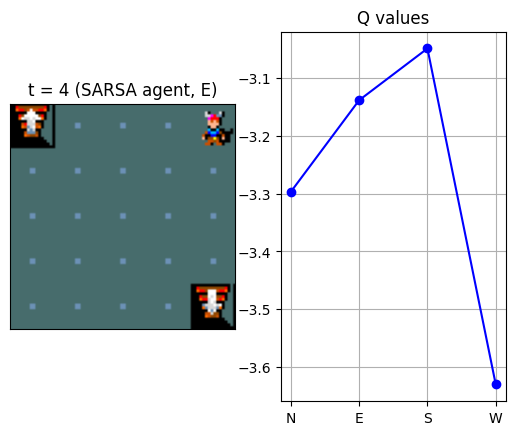 Q values
t = 4 (SARSA agent, E)
−3.1
−3.2
−3.3
−3.4
−3.5
−3.6
N E S W